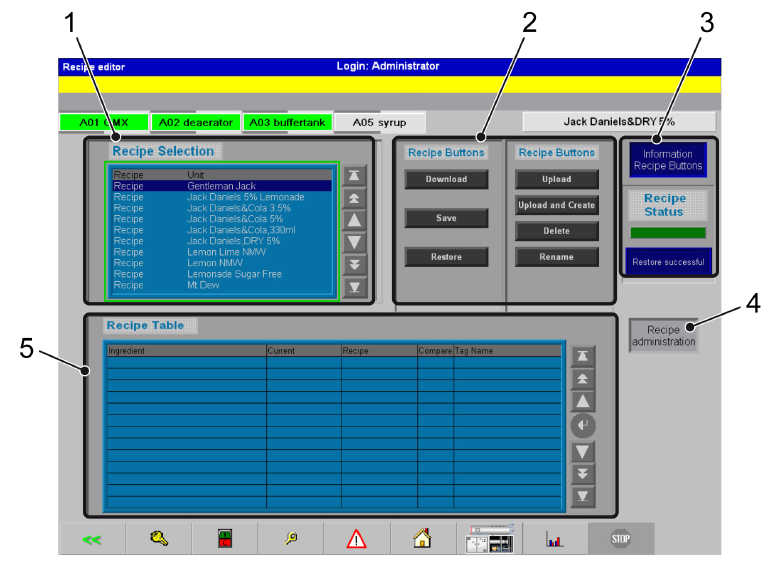 1
2
3
Recipe editor
Login: Administrator
A01 CMX
A02 deaerator
A03 buffertank
A05 syrup
Jack Daniels&DRY 5%
Recipe Selection
Recipe Unit
Recipe Gentleman Jack
Recipe Jack Daniels 5% Lemonade
Recipe Jack Daniels&Cola 3.5%
Recipe Jack Daniels&Cola 5%
Recipe Jack Daniels&Cola,330ml
Recipe Jack Daniels,DRY 5%
Recipe Lemon Lime NMW
Recipe Lemon NMW
Recipe Lemonade Sugar Free
Recipe Mt Dew
Recipe Buttons
Download
Save
Restore
Recipe Buttons
Upload
Upload and Create
Delete
Rename
Information
Recipe Buttons
Recipe
Status
Restore successful
4
Recipe
administration
5
Recipe Table
Ingredient Current Recipe Compare Tag Name
<<
STOP